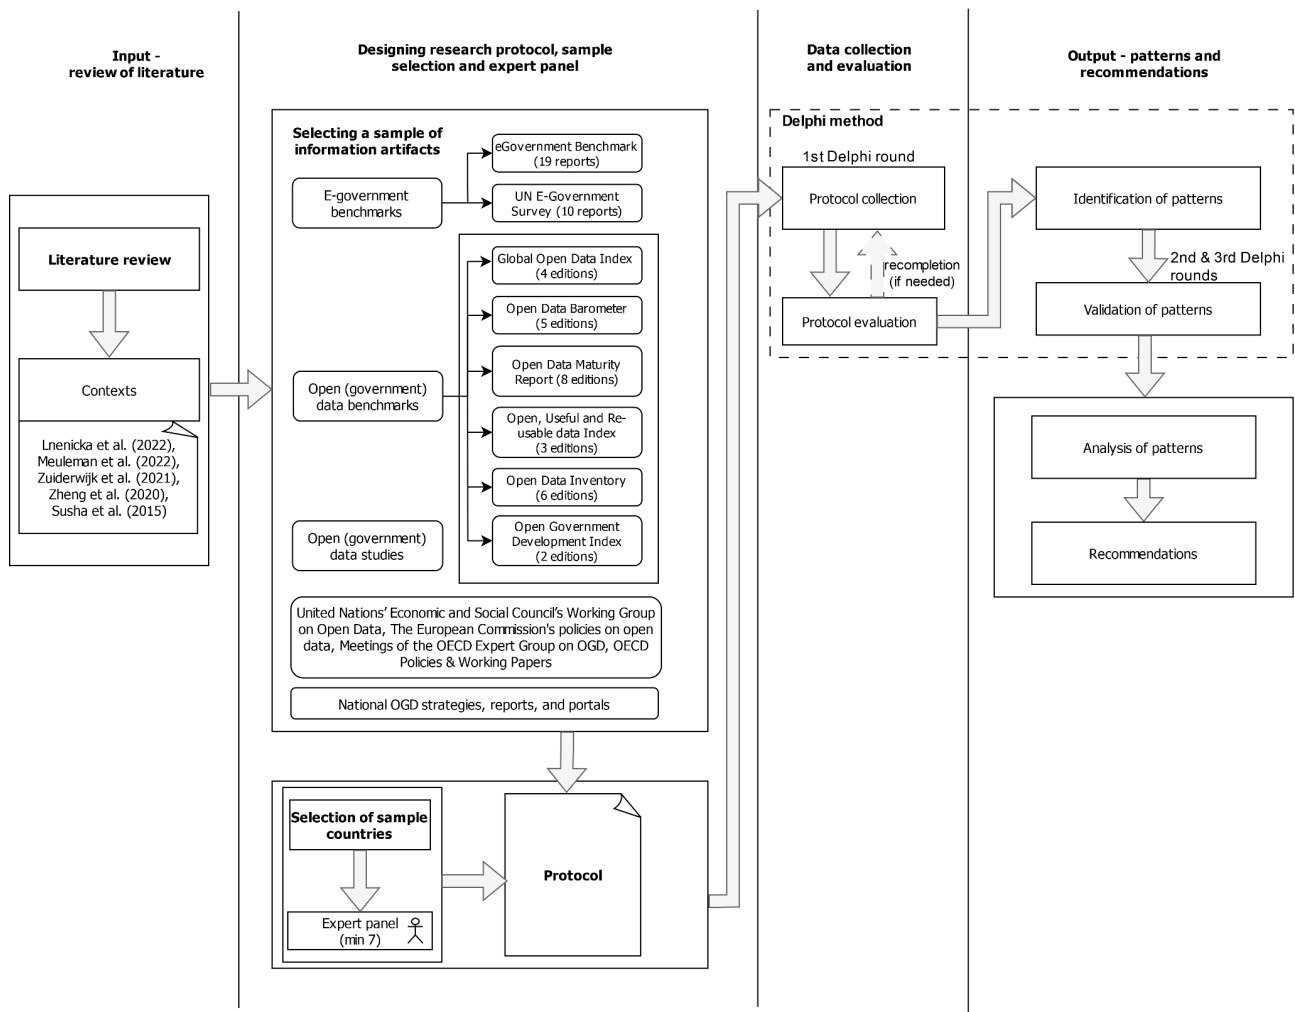 Input -
review of literature
Literature review
Contexts
Lnenicka et al. (2022),
Meuleman et al. (2022),
Zuiderwijk et al. (2021),
Zheng et al. (2020),
Susha et al. (2015)
Designing research protocol, sample
selection and expert panel
Selecting a sample of
information artifacts
E-government
benchmarks
eGovernment Benchmark
(19 reports)
UN E-Government
Survey (10 reports)
Open (government)
data benchmarks
Global Open Data Index
(4 editions)
Open Data Barometer
(5 editions)
Open Data Maturity
Report (8 editions)
Open, Useful and Re-
usable data Index
(3 editions)
Open Data Inventory
(6 editions)
Open Government
Development Index
(2 editions)
Open (government)
data studies
United Nations’ Economic and Social Council’s Working Group
on Open Data, The European Commission's policies on open
data, Meetings of the OECD Expert Group on OGD, OECD
Policies & Working Papers
National OGD strategies, reports, and portals
Selection of sample
countries
Expert panel
(min 7)
Protocol
Data collection
and evaluation
Delphi method
1st Delphi round
Protocol collection
recompletion
(if needed)
Protocol evaluation
Output - patterns and
recommendations
Identification of patterns
2nd & 3rd Delphi
rounds
Validation of patterns
Analysis of patterns
Recommendations